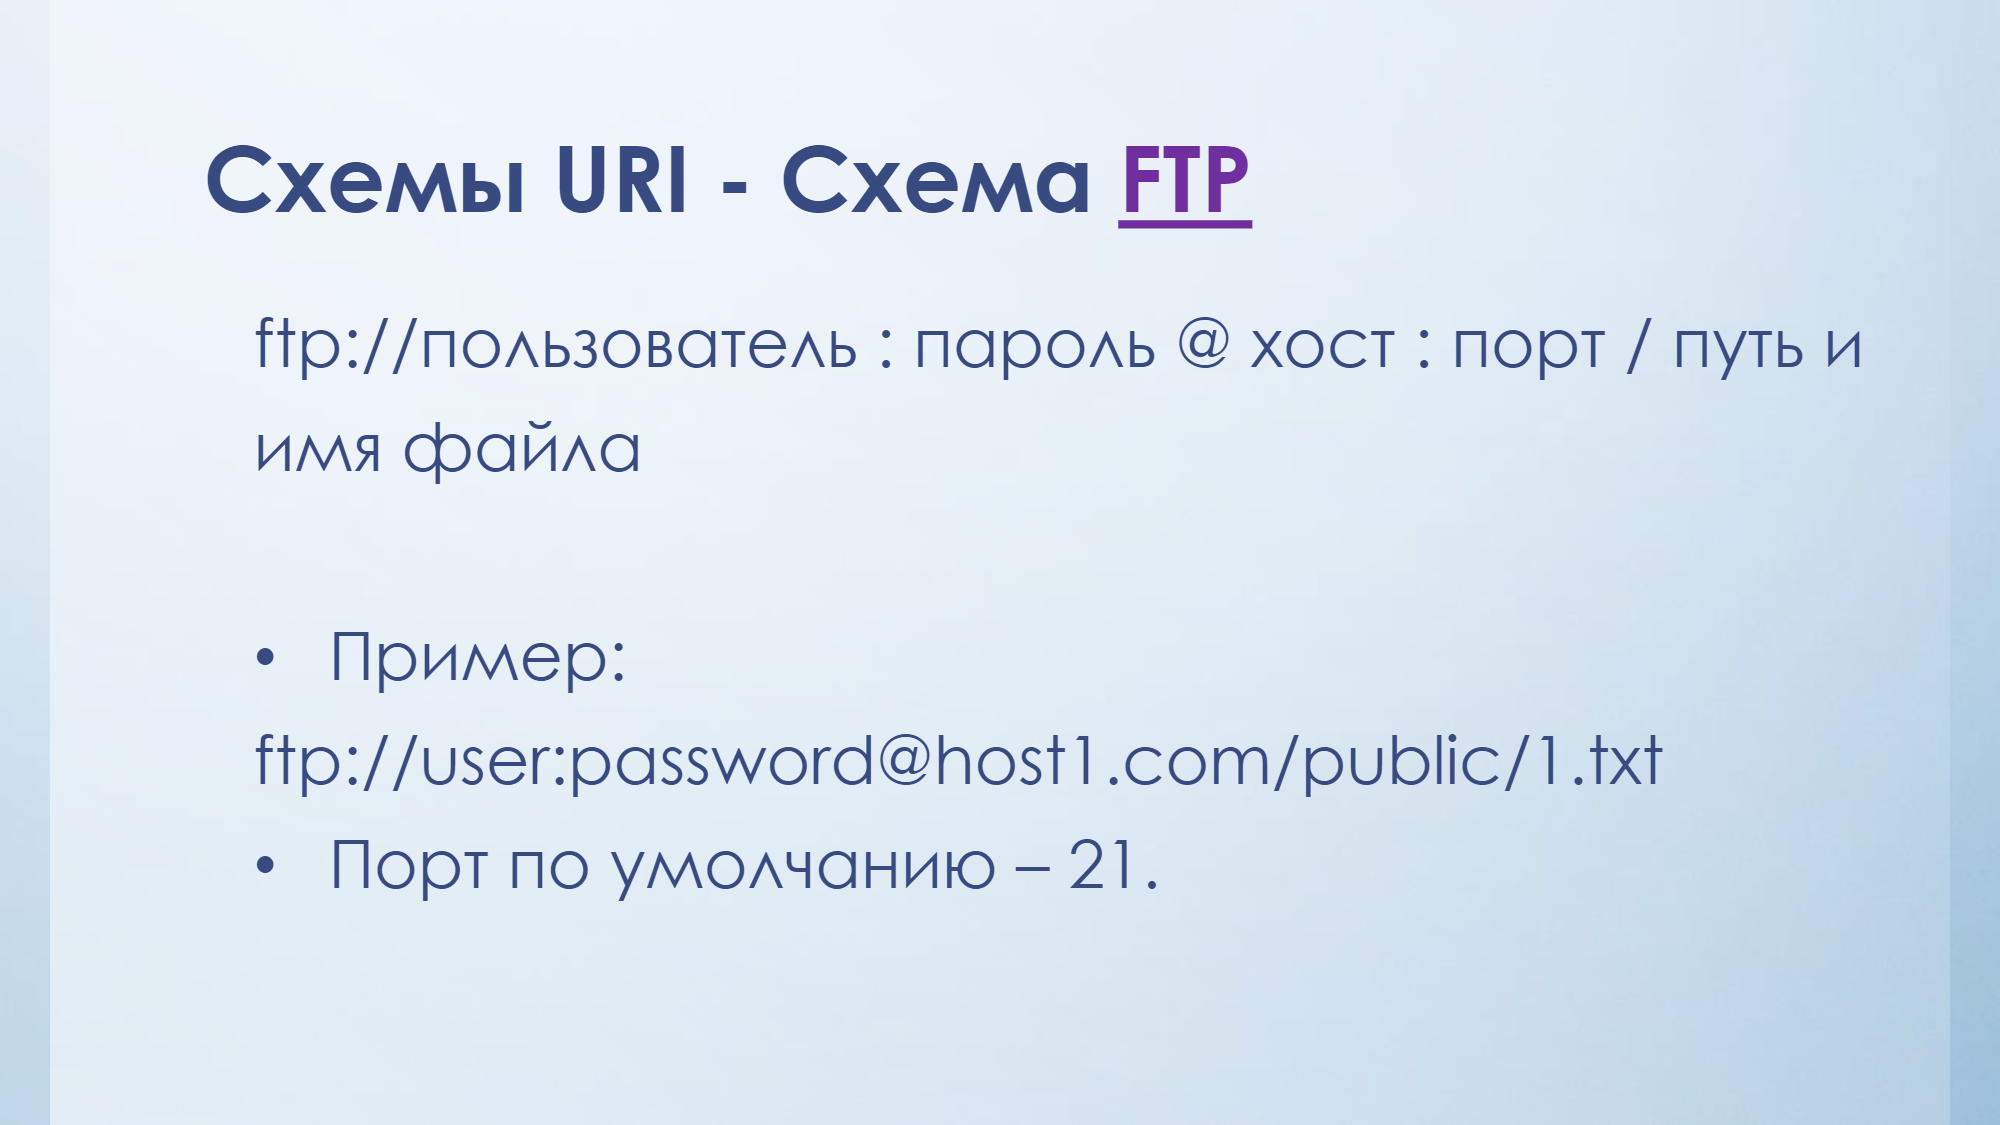 Схемы URI - Схема FTP
ftp://пользователь : пароль @ хост : порт / путь и
имя файла
• Пример:
ftp://user:password@host1.com/public/1.txt
• Порт по умолчанию – 21.